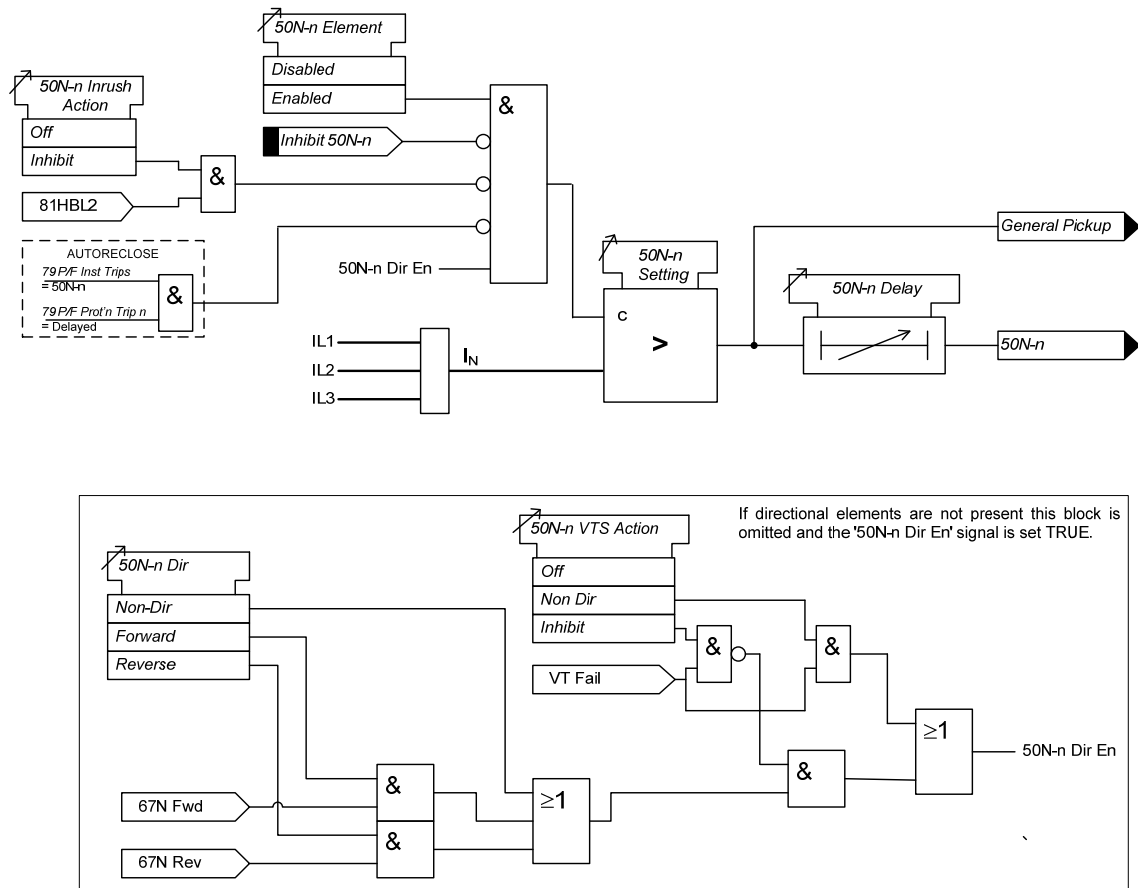 50N-n Element
Disabled
Enabled
Inhibit 50N-n
50N-n Inrush
Action
Off
Inhibit
81HBL2
&
&
AUTORECLOSE
79 P/F Inst Trips
= 50N-n
79 P/F Prot'n Trip n
= Delayed
&
50N-n Dir En
50N-n
Setting
c
>
IL1
IL2
IL3
IN
General Pickup
50N-n Delay
50N-n
If directional elements are not present this block is
omitted and the '50N-n Dir En' signal is set TRUE.
50N-n VTS Action
Off
Non Dir
Inhibit
VT Fail
&
&
50N-n Dir
Non-Dir
Forward
Reverse
≥1
50N-n Dir En
&
67N Fwd
67N Rev
&
&
≥1